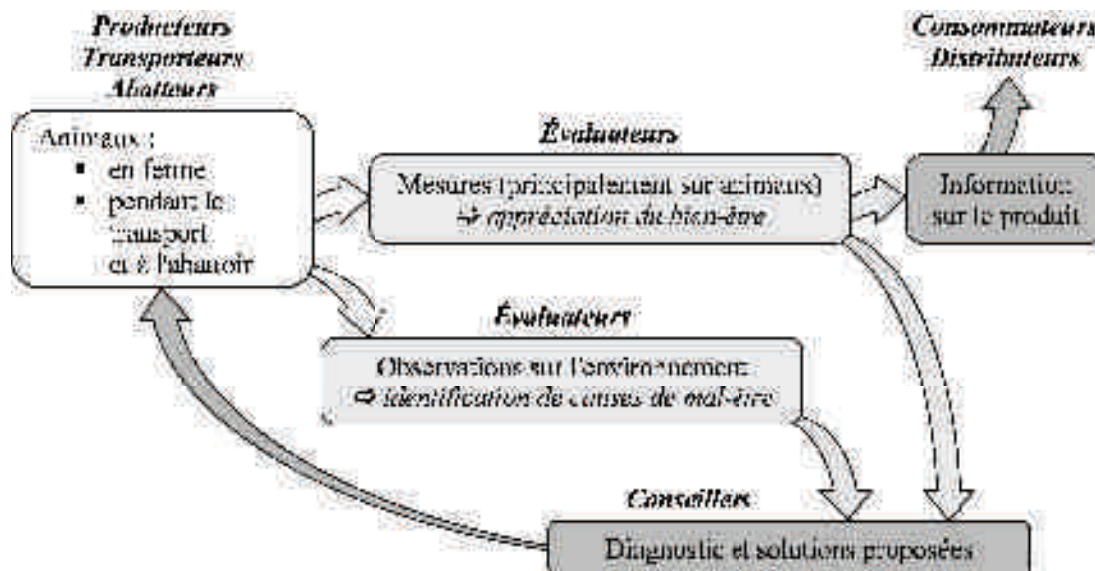 Producteurs
Transporteurs
Abatteurs
Consommateurs
Distributeurs
Animaux :
▪ en ferme
▪ pendant le
transport
et à l'abattoir
Évaluateurs
Mesures (principalement sur animaux)
⇨ appréciation du bien-être
Information
sur le produit
Évaluateurs
Observations sur l'environnement
⇨ identification de causes de mal-être
Conseillers
Diagnostic et solutions proposées